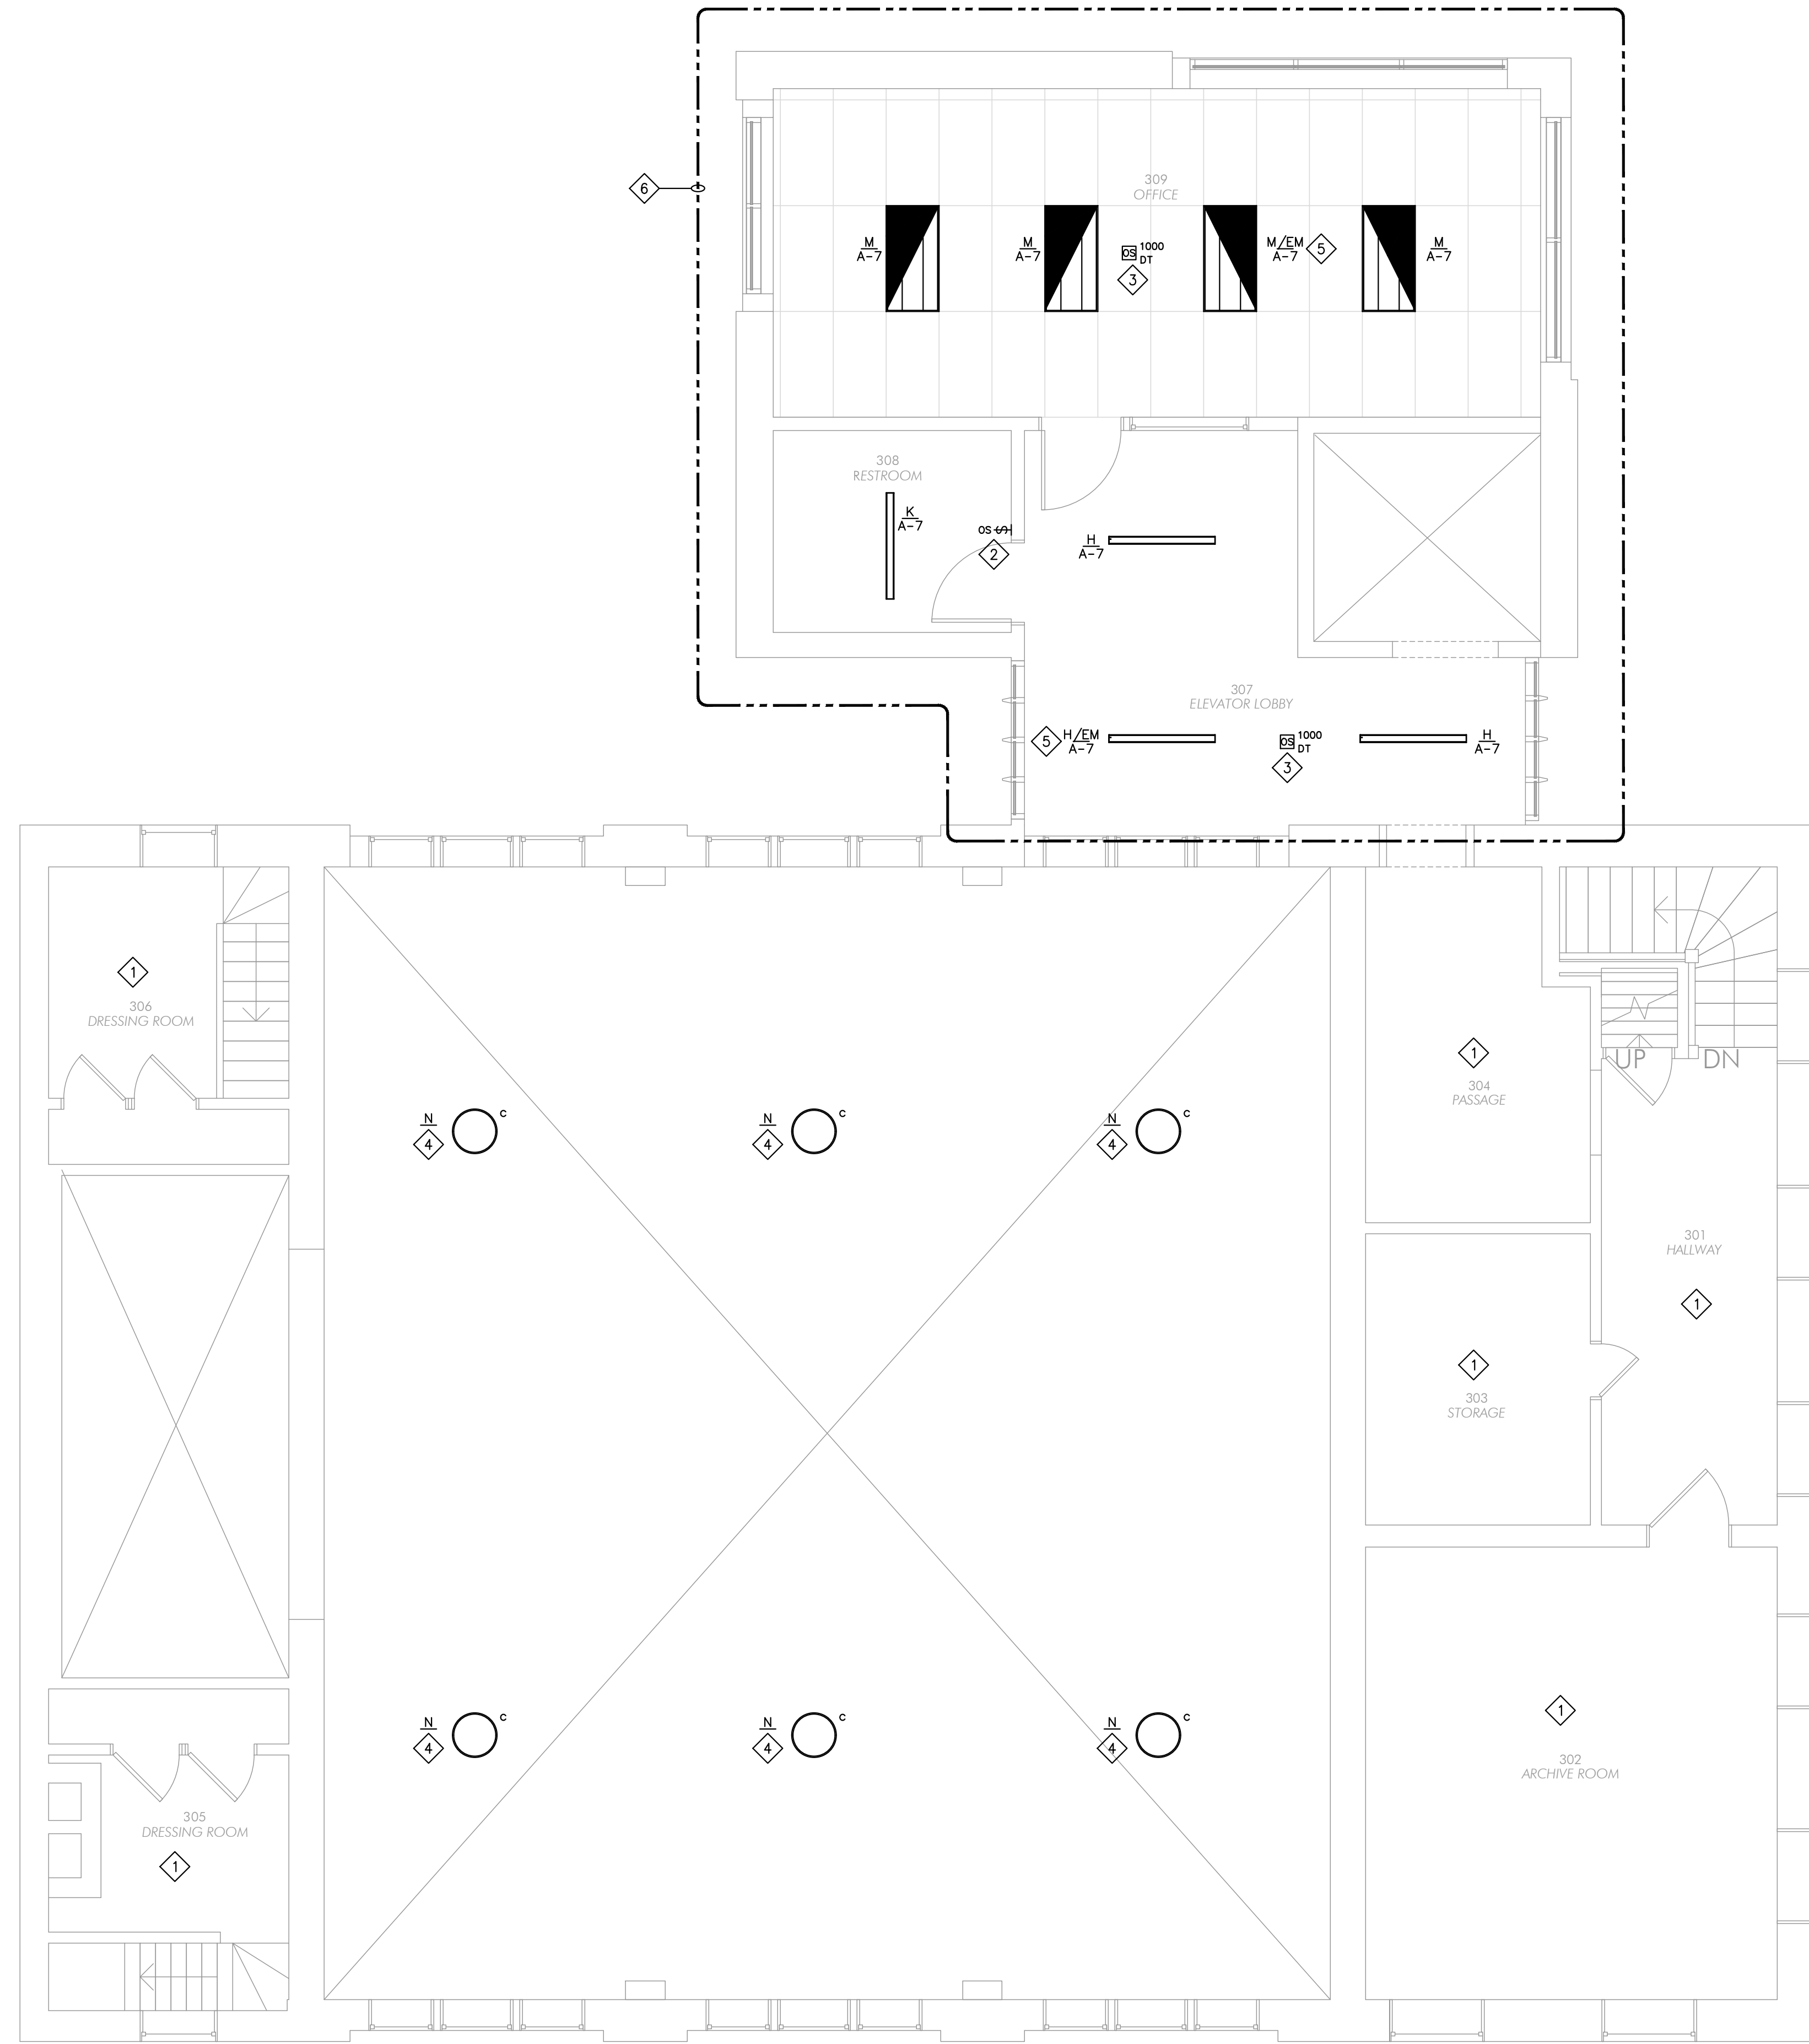 309
OFFICE
6
M
A-7
M
A-7
OS 1000
DT
3
M/EM
A-7
5
M
A-7
308
RESTROOM
K
A-7
OS S
2
H
A-7
307
ELEVATOR LOBBY
5
H/EM
A-7
OS 1000
DT
3
H
A-7
1
306
DRESSING ROOM
1
304
PASSAGE
UP
DN
N
4
C
N
4
C
N
4
C
301
HALLWAY
1
1
303
STORAGE
1
302
ARCHIVE ROOM
N
4
C
N
4
C
N
4
C
305
DRESSING ROOM
1